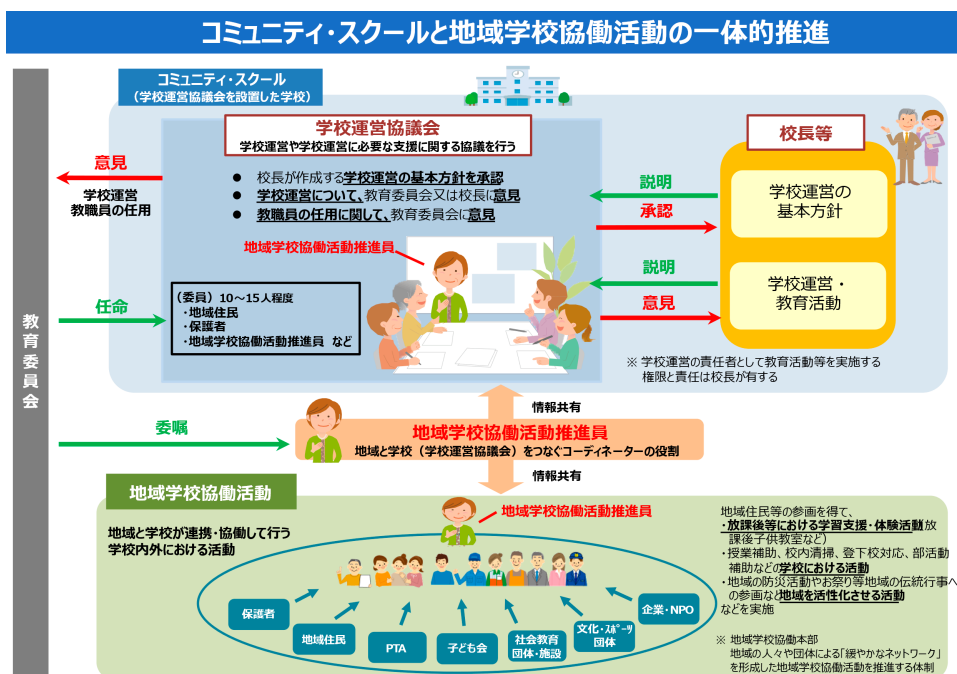 コミュニティ・スクールと地域学校協働活動の一体的推進
コミュニティ・スクール
（学校運営協議会を設置した学校）
学校運営協議会
学校運営や学校運営に必要な支援に関する協議を行う
● 校長が作成する学校運営の基本方針を承認
● 学校運営について、教育委員会又は校長に意見
● 教職員の任用に関して、教育委員会に意見
意見
学校運営
教職員の任用
地域学校協働活動推進員
（委員）10～15人程度
・地域住民
・保護者
・地域学校協働活動推進員 など
任命
教育委員会
校長等
説明
承認
学校運営の
基本方針
説明
意見
学校運営・
教育活動
※ 学校運営の責任者として教育活動等を実施する
権限と責任は校長が有する
情報共有
委嘱
地域学校協働活動推進員
地域と学校（学校運営協議会）をつなぐコーディネーターの役割
情報共有
地域学校協働活動
地域と学校が連携・協働して行う
学校内外における活動
地域学校協働活動推進員
保護者
地域住民
PTA
子ども会
社会教育
団体・施設
文化・スポーツ
団体
企業・NPO
地域住民等の参画を得て、
・放課後等における学習支援・体験活動(放
課後子供教室など）
・授業補助、校内清掃、登下校対応、部活動
補助などの学校における活動
・地域の防災活動やお祭り等地域の伝統行事へ
の参画など地域を活性化させる活動
などを実施
※ 地域学校協働本部
地域の人々や団体による「緩やかなネットワーク」
を形成した地域学校協働活動を推進する体制